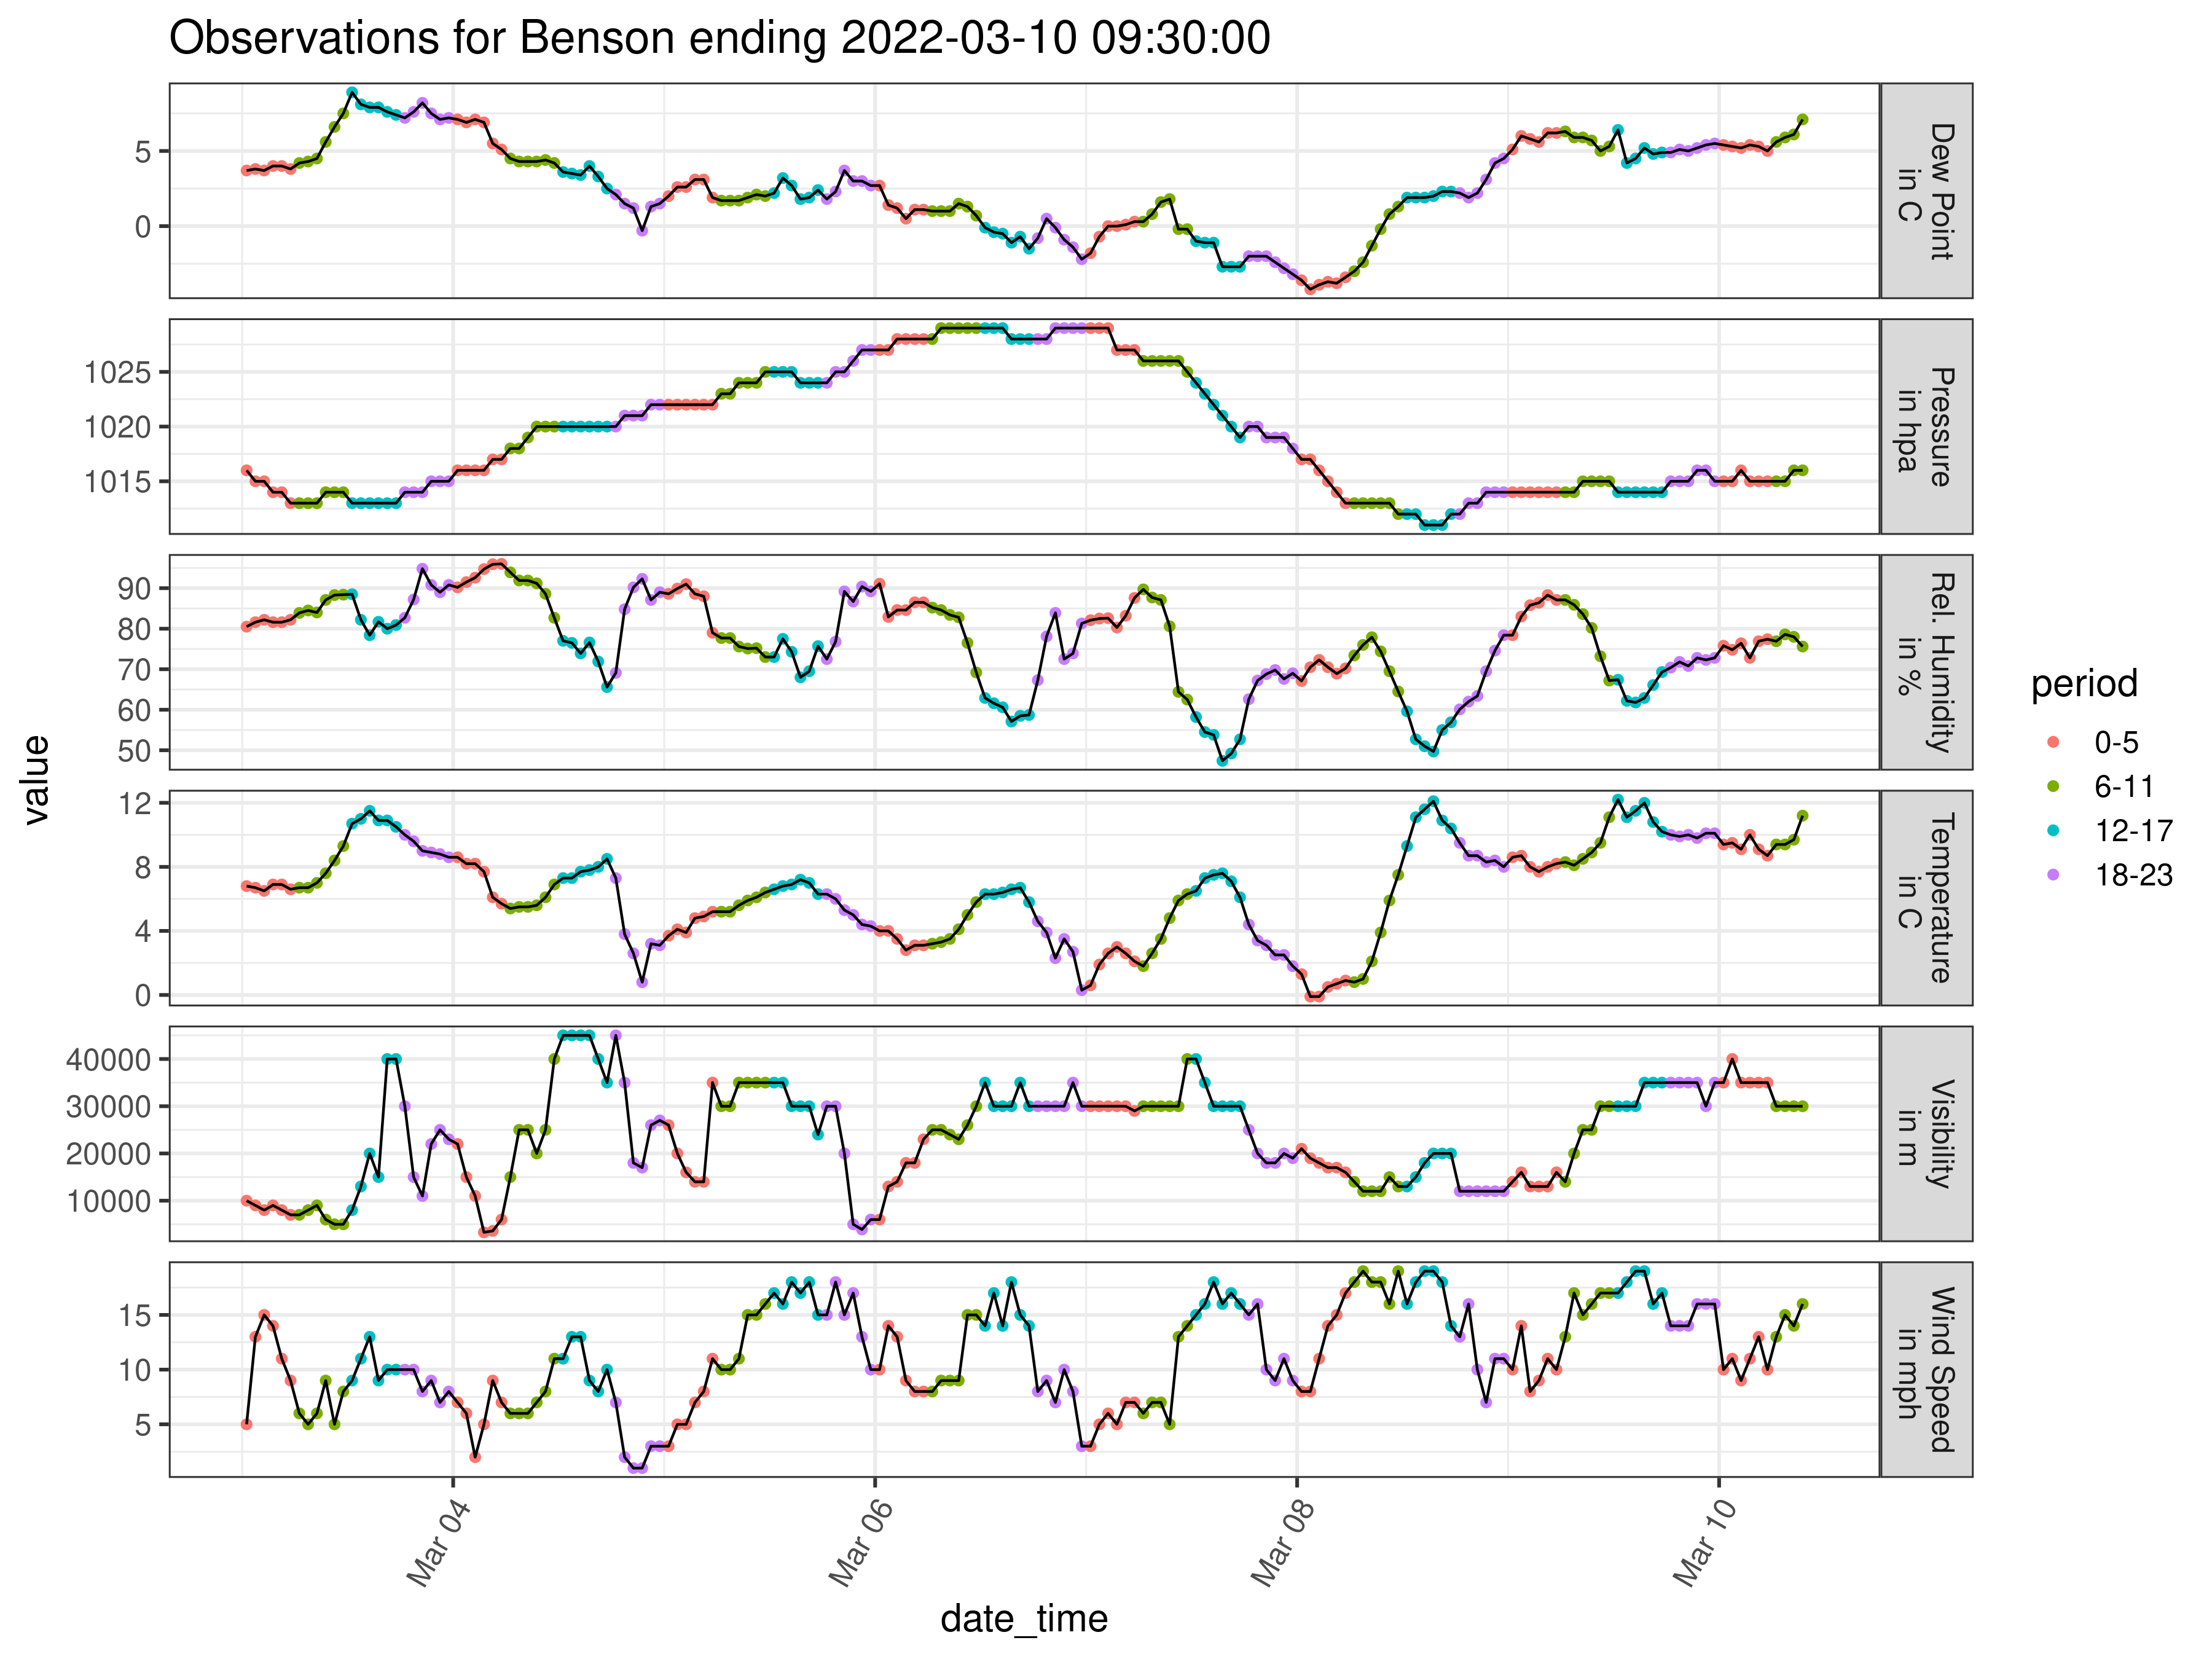 Observations for Benson ending 2022-03-10 09:30:00
value
5
0
Dew Point
in C
1025
1020
1015
Pressure
in hpa
90
80
70
60
50
Rel. Humidity
in %
12
8
4
0
Temperature
in C
40000
30000
20000
10000
Visibility
in m
15
10
5
Wind Speed
in mph
Mar 04
Mar 06
Mar 08
Mar 10
date_time
period
0-5
6-11
12-17
18-23